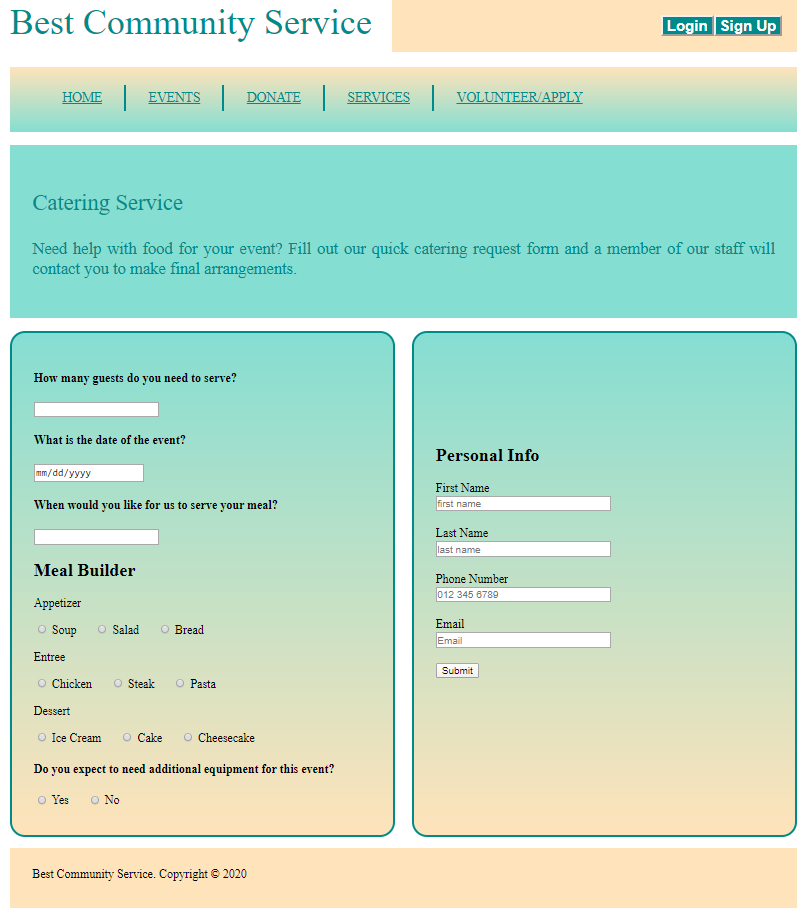 Best Community Service
Login Sign Up
HOME EVENTS DONATE SERVICES VOLUNTEER/APPLY
Catering Service
Need help with food for your event? Fill out our quick catering request form and a member of our staff will
contact you to make final arrangements.
How many guests do you need to serve?
What is the date of the event?
mm/dd/yyyy
When would you like for us to serve your meal?
Meal Builder
Appetizer
Soup Salad Bread
Entree
Chicken Steak Pasta
Dessert
Ice Cream Cake Cheesecake
Do you expect to need additional equipment for this event?
Yes No
Personal Info
First Name
first name
Last Name
last name
Phone Number
012 345 6789
Email
Email
Submit
Best Community Service. Copyright © 2020